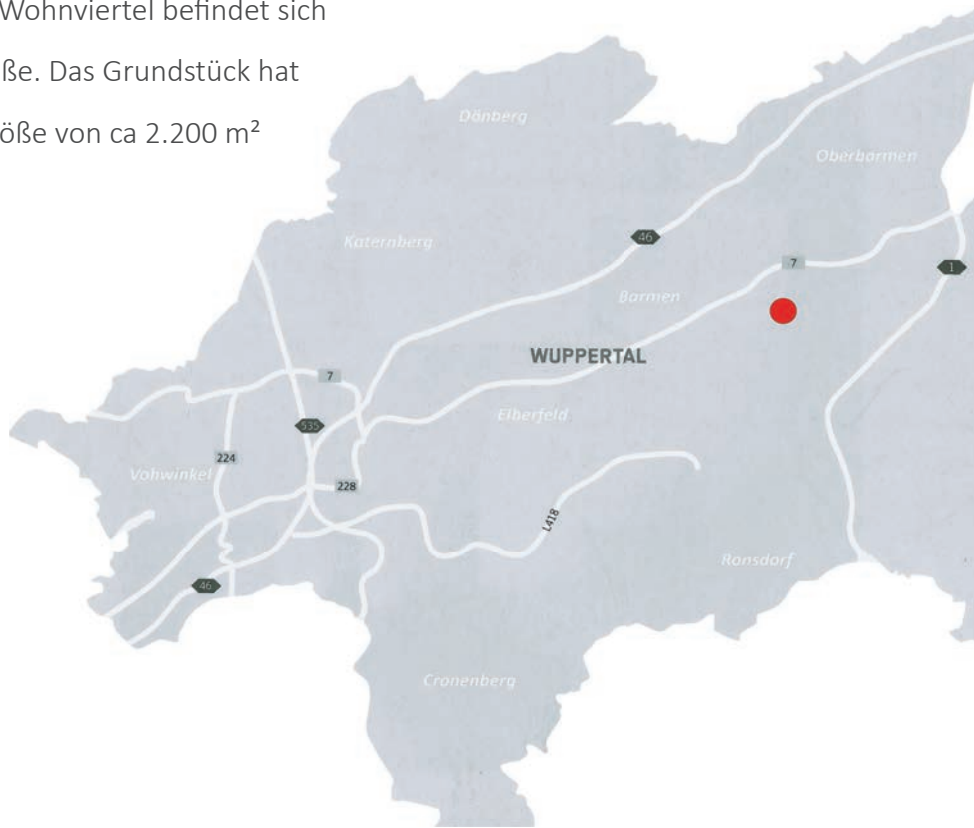 Wohnviertel befindet sich
ße. Das Grundstück hat
öße von ca 2.200 m²
Dönberg
Oberbarmen
Katernberg
46
7
1
Barmen
WUPPERTAL
7
Elberfeld
535
224
Vohwinkel
228
L418
Ronsdorf
46
Cronenberg